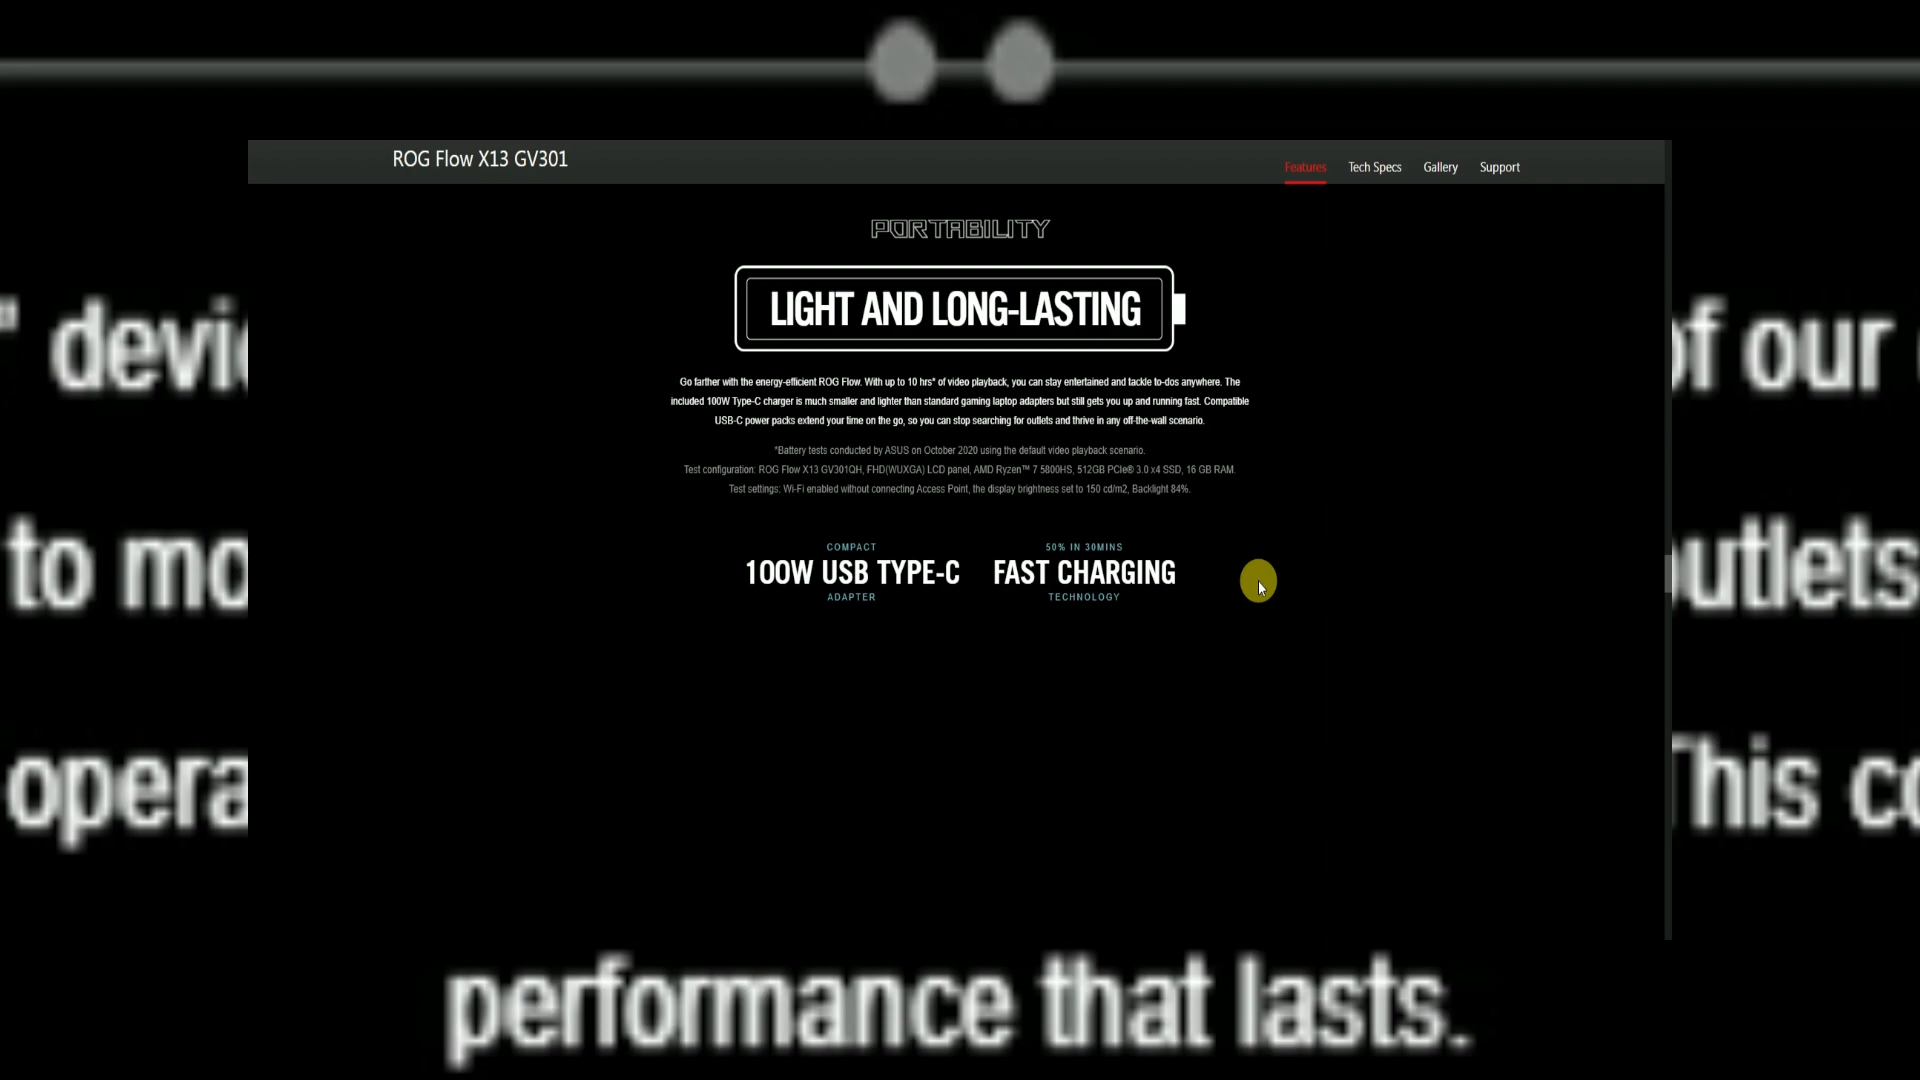 ROG Flow X13 GV301
Features Tech Specs Gallery Support
PORTABILITY
LIGHT AND LONG-LASTING
Go farther with the energy-efficient ROG Flow. With up to 10 hrs* of video playback, you can stay entertained and tackle to-dos anywhere. The
included 100W Type-C charger is much smaller and lighter than standard gaming laptop adapters but still gets you up and running fast. Compatible
USB-C power packs extend your time on the go, so you can stop searching for outlets and thrive in any off-the-wall scenario.
*Battery tests conducted by ASUS on October 2020 using the default video playback scenario.
Test configuration: ROG Flow X13 GV301QH, FHD(WUXGA) LCD panel, AMD Ryzen™ 7 5800HS, 512GB PCIe® 3.0 x4 SSD, 16 GB RAM.
Test settings: Wi-Fi enabled without connecting Access Point, the display brightness set to 150 cd/m2, Backlight 84%.
COMPACT
100W USB TYPE-C
ADAPTER
50% IN 30MINS
FAST CHARGING
TECHNOLOGY
of our
to
This
performance that lasts.